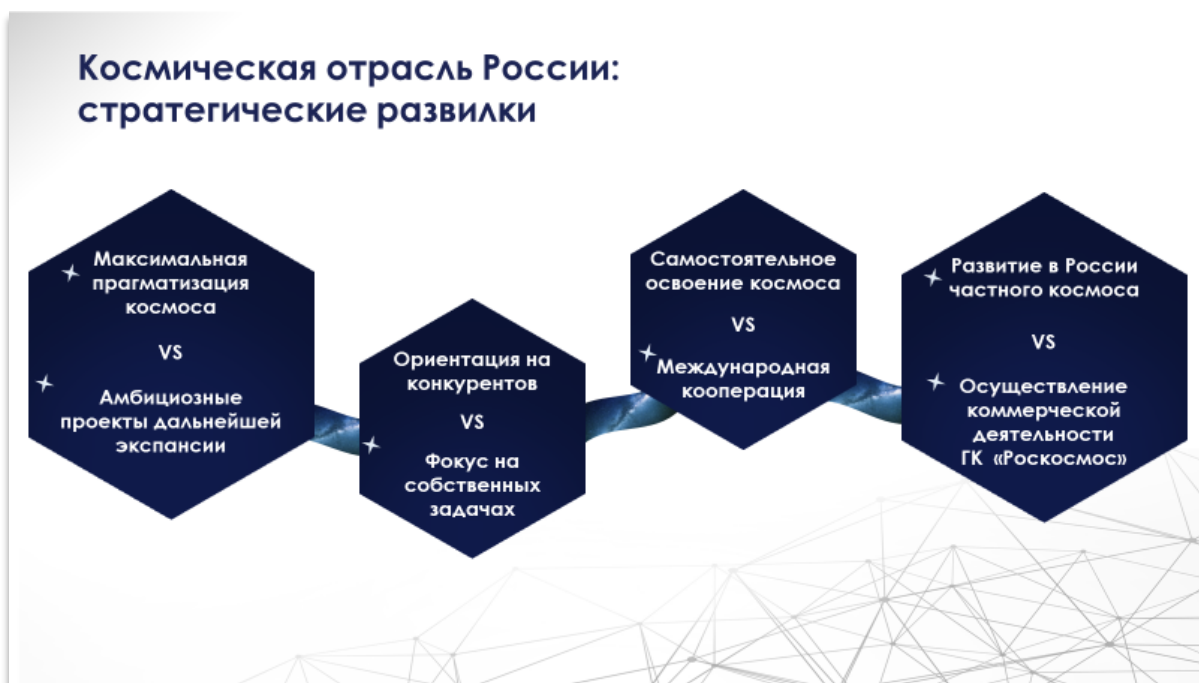 Космическая отрасль России:
стратегические развилки
Максимальная
прагматизация
космоса
VS
Амбициозные
проекты дальнейшей
экспансии
Ориентация на
конкурентов
VS
Фокус на
собственных
задачах
Самостоятельное
освоение космоса
VS
Международная
кооперация
Развитие в России
частного космоса
VS
Осуществление
коммерческой
деятельности
ГК «Роскосмос»